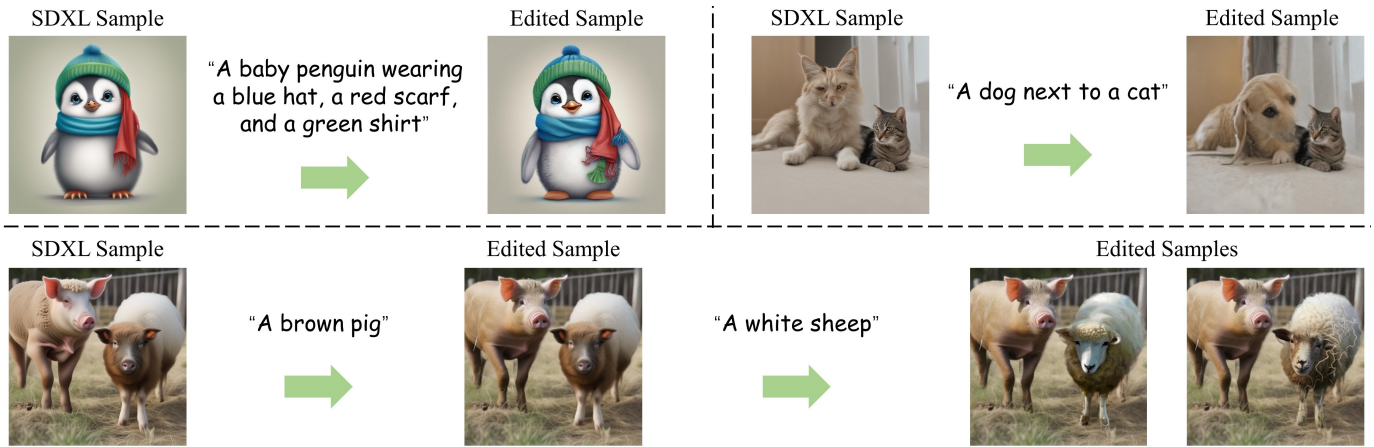 SDXL Sample
Edited Sample
“A baby penguin wearing
a blue hat, a red scarf,
and a green shirt”
SDXL Sample
Edited Sample
“A dog next to a cat”
SDXL Sample
“A brown pig”
Edited Sample
“A white sheep”
Edited Samples